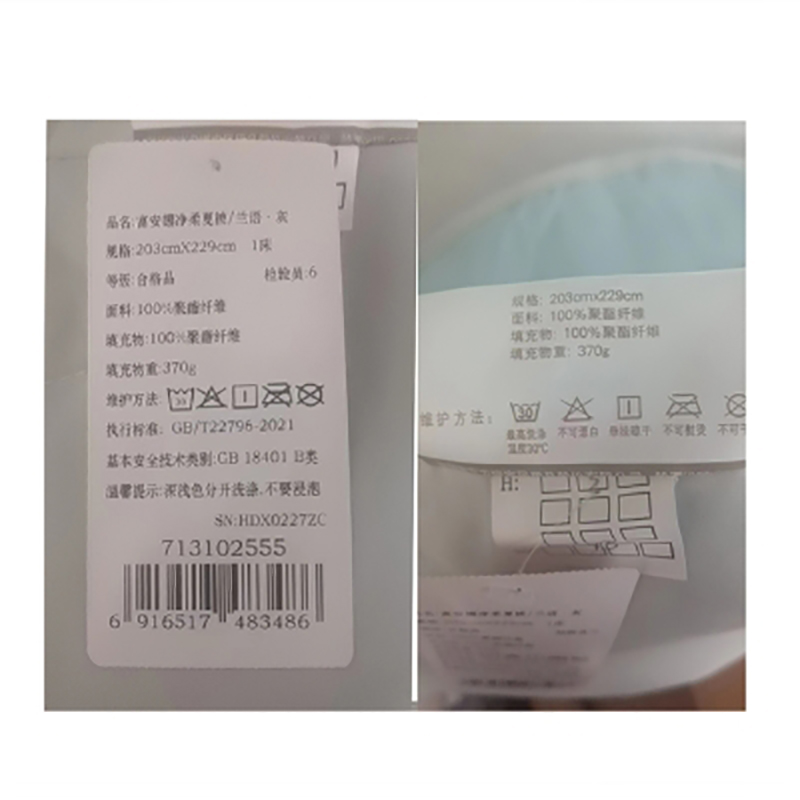 品名:富安娜净柔夏被/兰语·灰
规格:203cmX229cm 1床
等级:合格品 检验员:6
面料:100%聚酯纤维
填充物:100%聚酯纤维
填充物重:370g
维护方法:
30
执行标准: GB/T22796-2021
基本安全技术类别:GB 18401 B类
温馨提示:深浅色分开洗涤,不要浸泡
SN:HDX0227ZC
713102555
6 916517 483486
规格: 203cmx229cm
面料: 100%聚酯纤维
填充物: 100%聚酯纤维
填充物重: 370g
维护方法:
30
最高洗涤温度30℃ 不可漂白 悬挂晾干 不可熨烫 不可干
H: